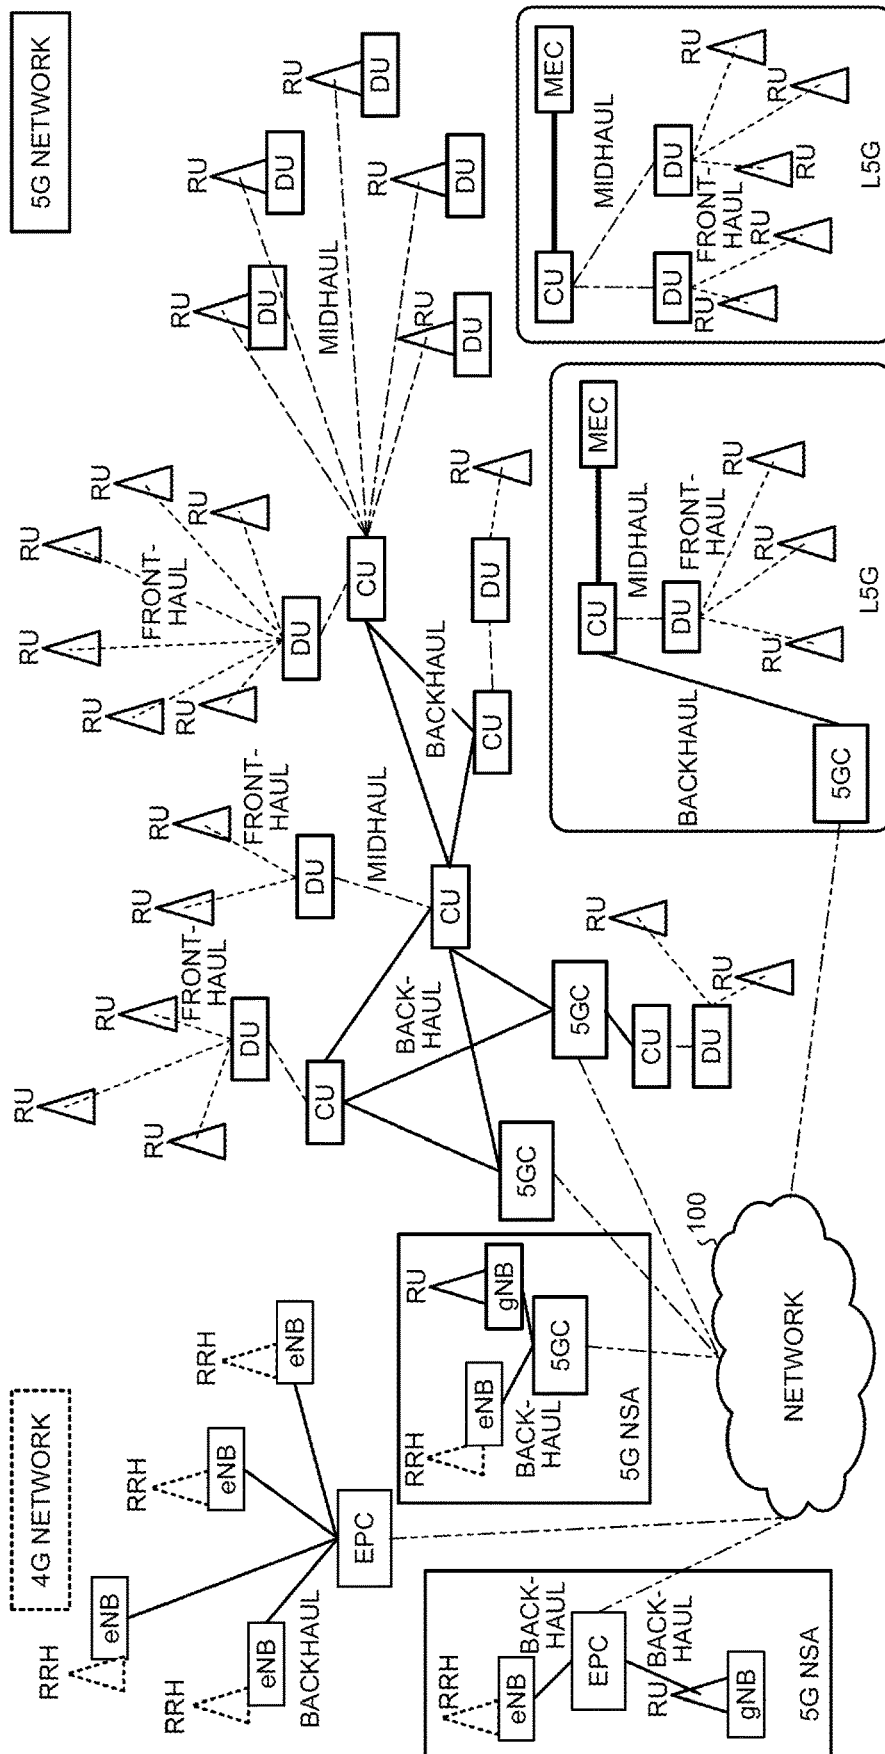 4G NETWORK
5G NETWORK
RRH
eNB
RRH
eNB
RRH
eNB
RRH
eNB
BACKHAUL
EPC
RRH
eNB
BACK-
HAUL
EPC
BACK-
HAUL
RU
gNB
5G NSA
RRH
eNB
RU
gNB
BACK-
HAUL
5GC
5G NSA
100
NETWORK
RU
RU
RU
FRONT-
HAUL
DU
CU
RU
RU
FRONT-
HAUL
DU
MIDHAUL
CU
BACK-
HAUL
5GC
5GC
CU
DU
RU
RU
RU
RU
RU
RU
RU
RU
FRONT-
HAUL
DU
CU
BACKHAUL
CU
DU
RU
MIDHAUL
RU
DU
RU
DU
RU
DU
RU
DU
RU
DU
BACKHAUL
5GC
CU
MEC
MIDHAUL
DU
FRONT-
HAUL
RU
RU
RU
L5G
CU
MEC
MIDHAUL
DU
DU
FRONT-
HAUL
RU
RU
RU
RU
RU
L5G